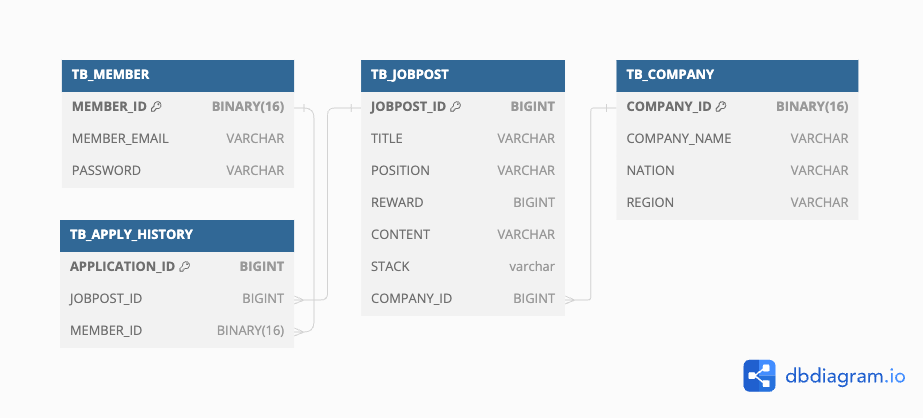 TB_MEMBER
MEMBER_ID BINARY(16)
MEMBER_EMAIL VARCHAR
PASSWORD VARCHAR
TB_APPLY_HISTORY
APPLICATION_ID BIGINT
JOBPOST_ID BIGINT
MEMBER_ID BINARY(16)
TB_JOBPOST
JOBPOST_ID BIGINT
TITLE VARCHAR
POSITION VARCHAR
REWARD BIGINT
CONTENT VARCHAR
STACK varchar
COMPANY_ID BIGINT
TB_COMPANY
COMPANY_ID BINARY(16)
COMPANY_NAME VARCHAR
NATION VARCHAR
REGION VARCHAR
dbdiagram.io